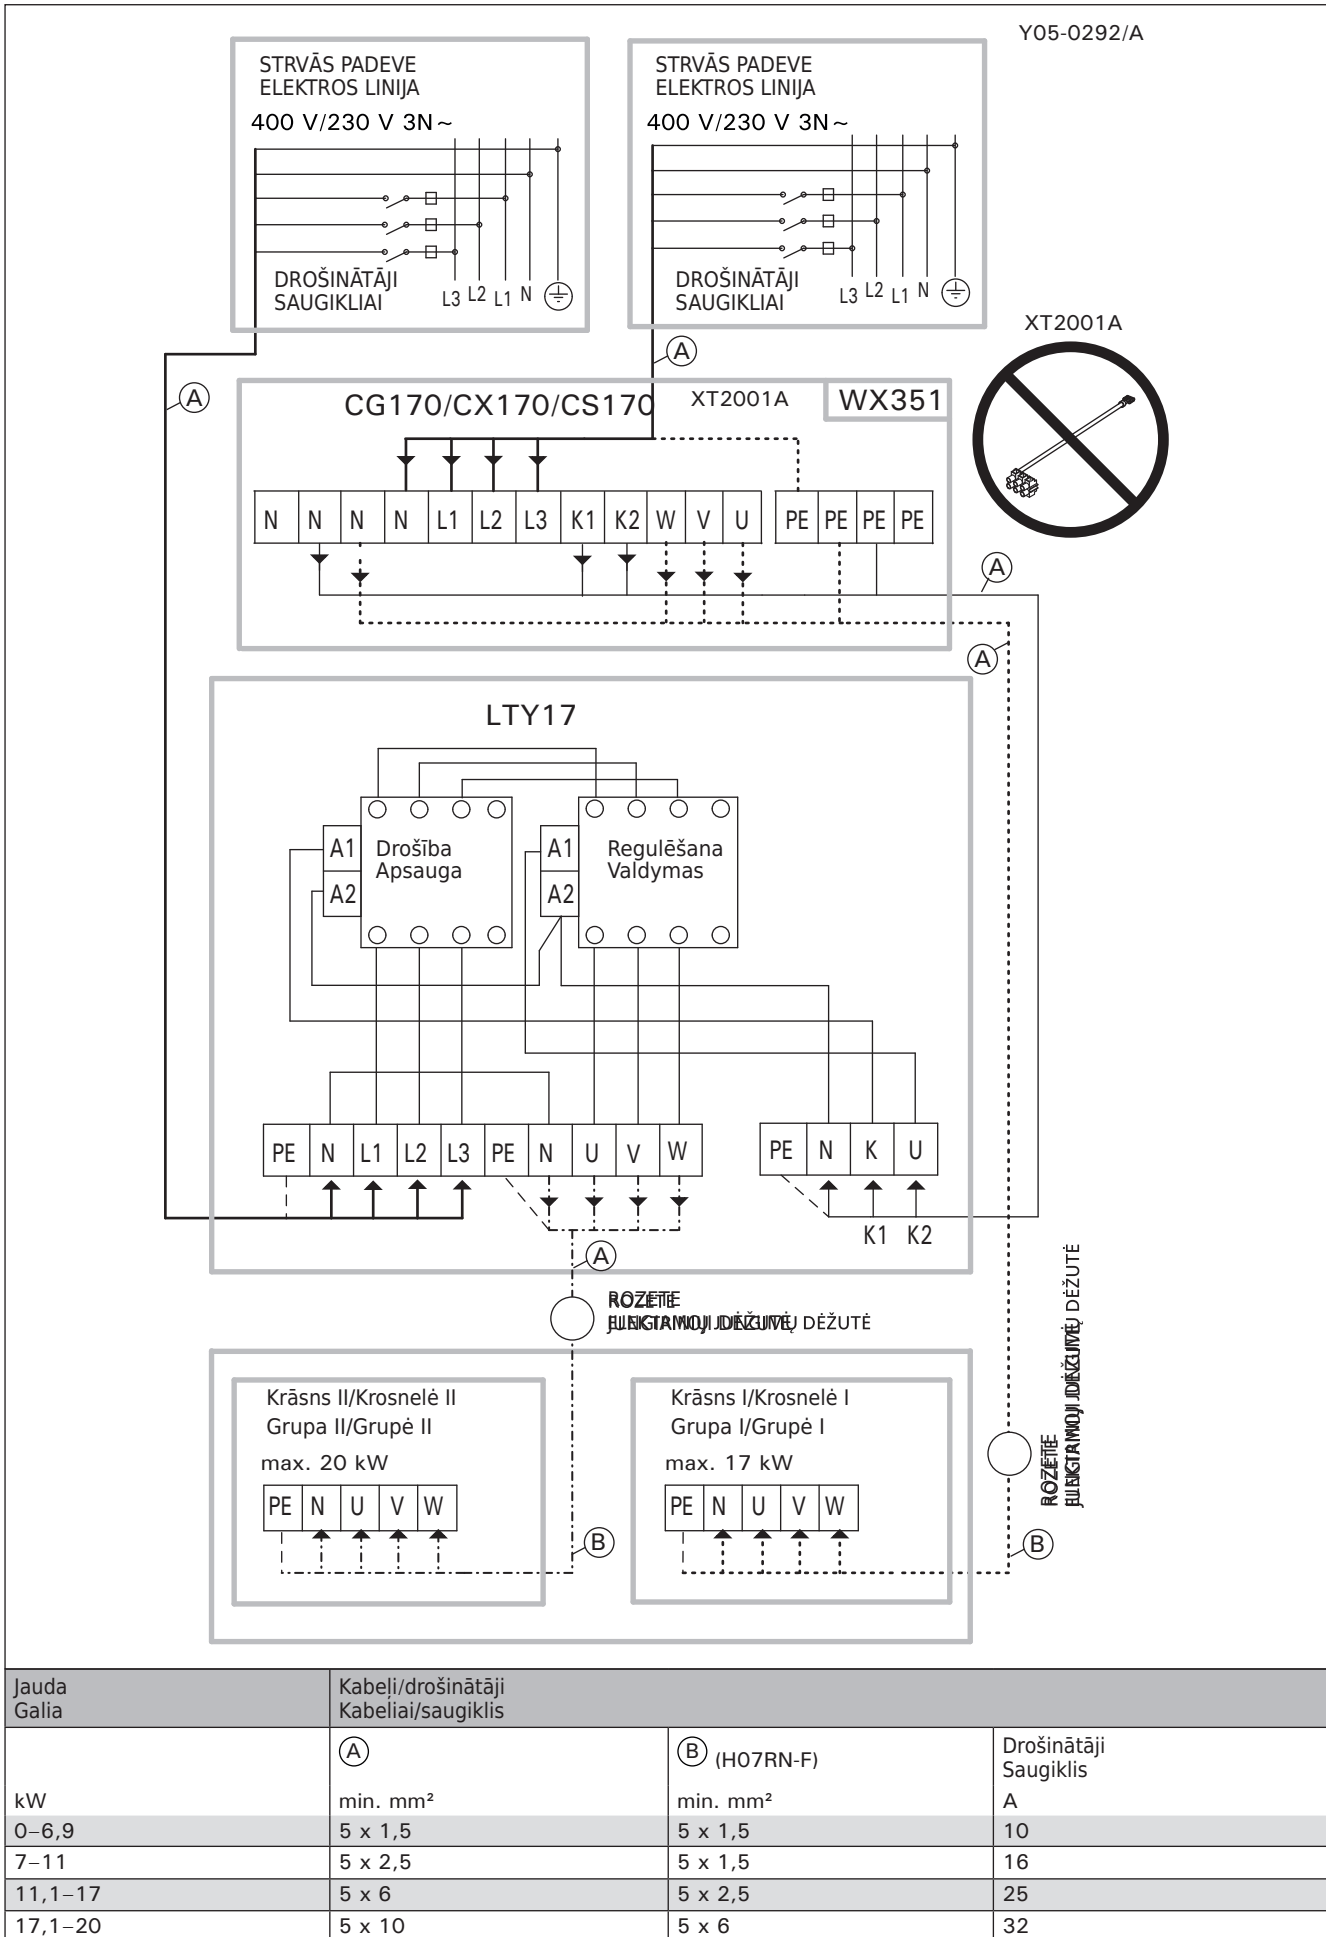 Y05-0292/A
STRVĀS PADEVE
ELEKTROS LINIJA
400 V/230 V 3N~
DROŠINĀTĀJI
SAUGIKLIAI
L3 L2 L1 N
STRVĀS PADEVE
ELEKTROS LINIJA
400 V/230 V 3N~
DROŠINĀTĀJI
SAUGIKLIAI
L3 L2 L1 N
XT2001A
A
A
CG170/CX170/CS170
XT2001A
WX351
N N N N L1 L2 L3 K1 K2 W V U PE PE PE PE
A
A
LTY17
A1
A2
Drošība
Apsauga
A1
A2
Regulēšana
Valdymas
PE N L1 L2 L3 PE N U V W
PE N K U
K1 K2
A
ROZETE
DĖŽUTĖ
ROZETE
DĖŽUTĖ
Krāsns II/Krosnelė II
Grupa II/Grupė II
max. 20 kW
PE N U V W
B
Krāsns I/Krosnelė I
Grupa I/Grupė I
max. 17 kW
PE N U V W
B
Jauda
Galia
Kabeļi/drošinātāji
Kabeliai/saugiklis
A
B (H07RN-F)
Drošinātāji
Saugiklis
kW min. mm² min. mm² A
0–6,9 5 x 1,5 5 x 1,5 10
7–11 5 x 2,5 5 x 1,5 16
11,1–17 5 x 6 5 x 2,5 25
17,1–20 5 x 10 5 x 6 32